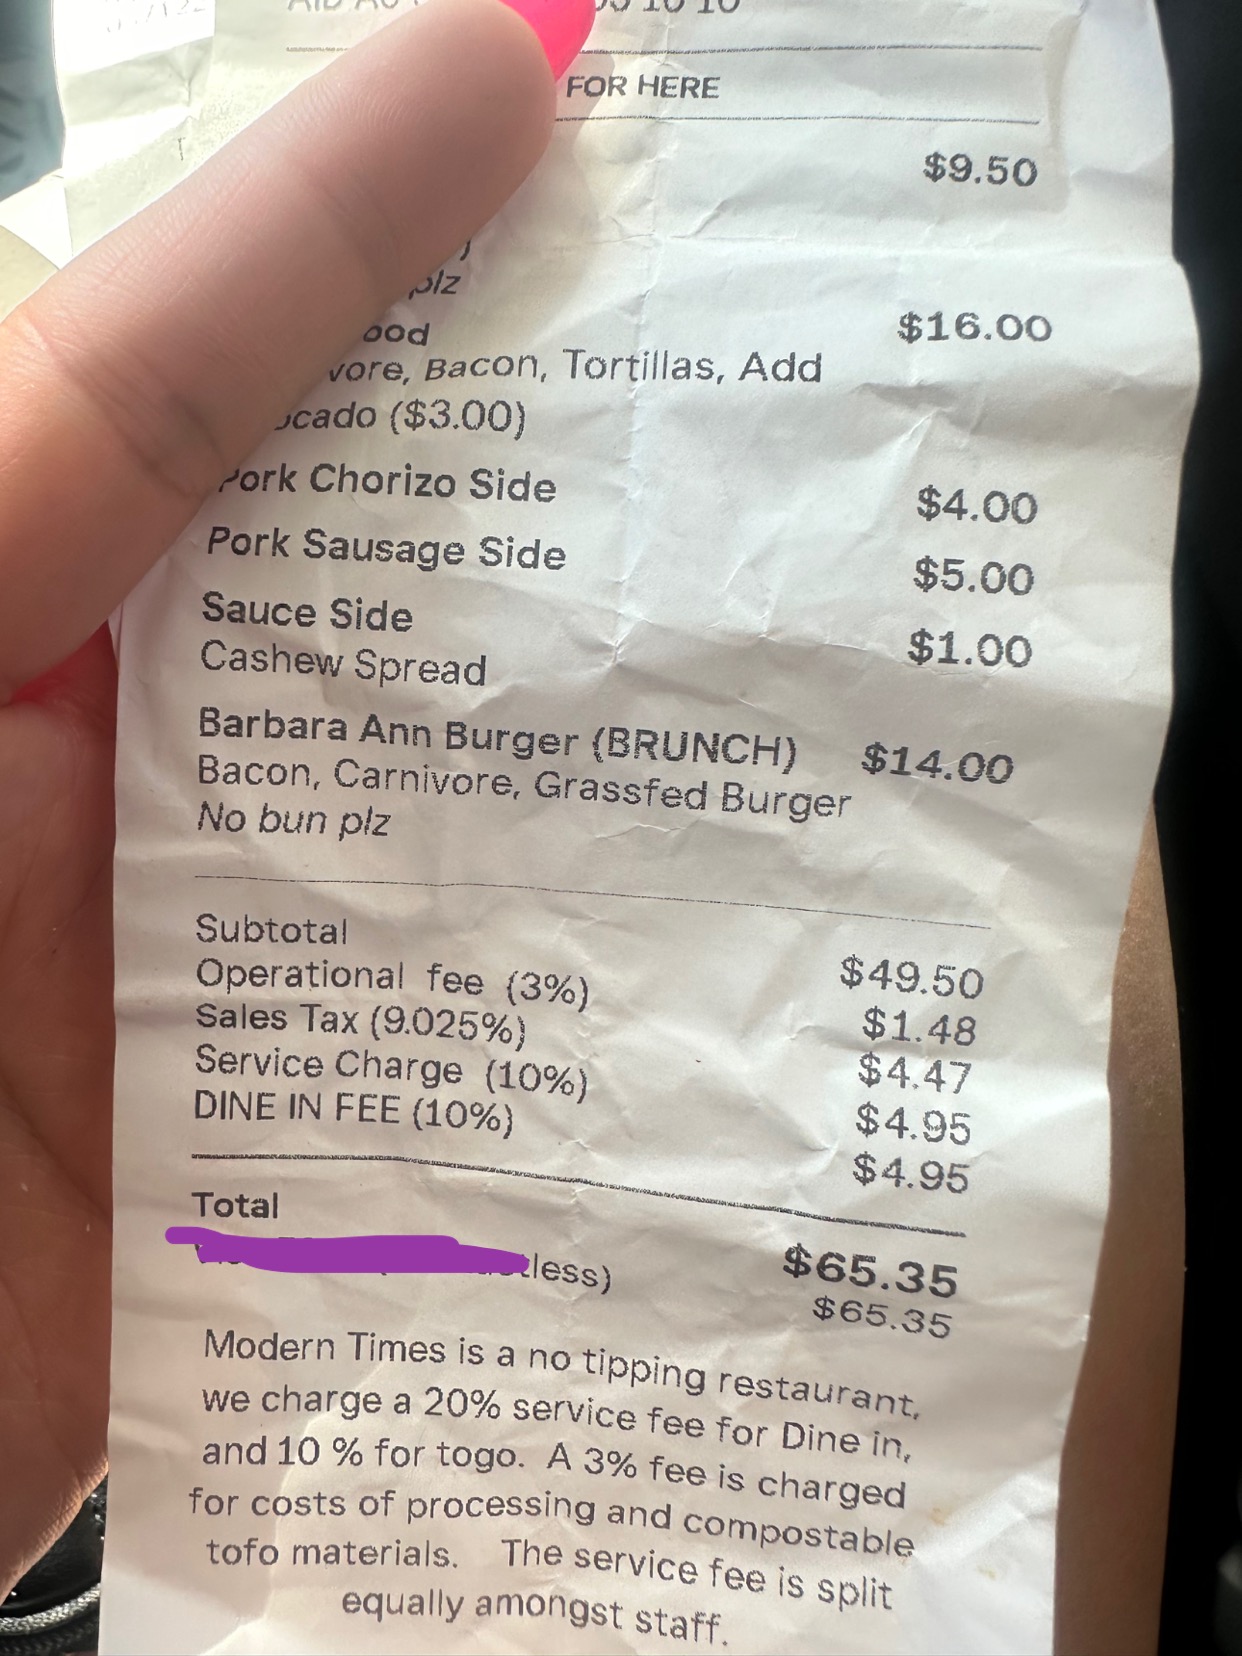 FOR HERE
$9.50
plz
$16.00
Bacon, Tortillas, Add
($3.00)
Pork Chorizo Side $4.00
Pork Sausage Side $5.00
Sauce Side $1.00
Cashew Spread
Barbara Ann Burger (BRUNCH) $14.00
Bacon, Carnivore, Grassfed Burger
No bun plz
Subtotal $49.50
Operational fee (3%) $1.48
Sales Tax (9.025%) $4.47
Service Charge (10%) $4.95
DINE IN FEE (10%) $4.95
Total $65.35
$65.35
Modern Times is a no tipping restaurant,
we charge a 20% service fee for Dine in,
and 10 % for togo. A 3% fee is charged
for costs of processing and compostable
tofo materials. The service fee is split
equally amongst staff.